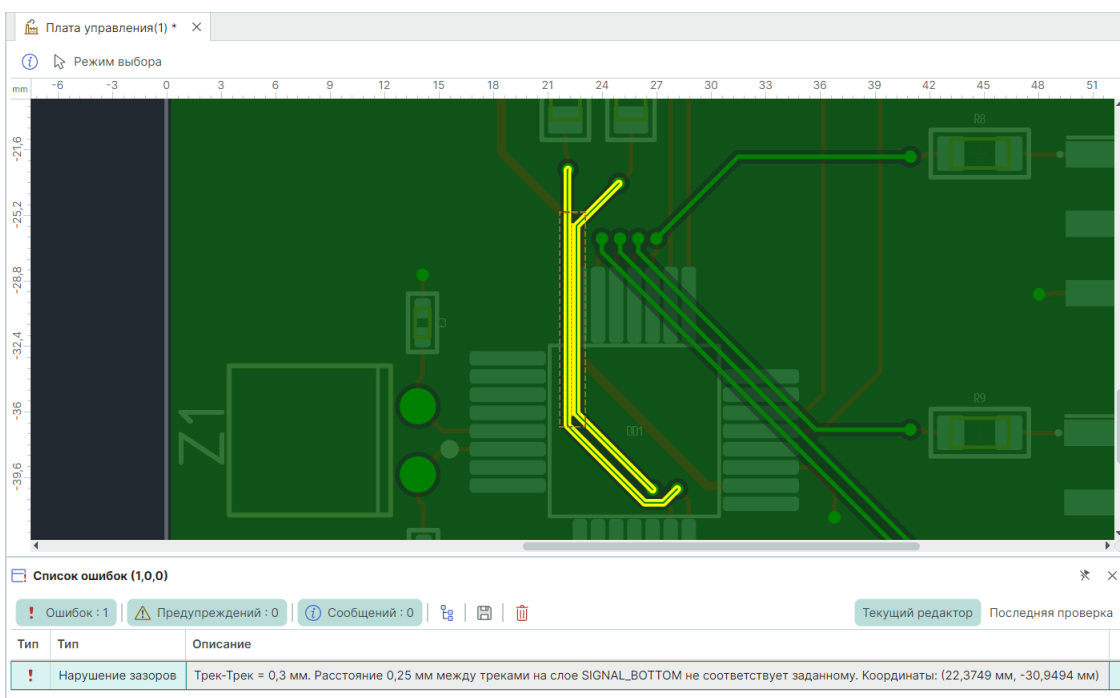 Плата управления(1) *
Режим выбора
mm -6 -3 0 3 6 9 12 15 18 21 24 27 30 33 36 39 42 45 48 51
-21,6
-25,2
-28,8
-32,4
-36
-39,6
R8
R9
Z1
DD1
Список ошибок (1,0,0)
Ошибок : 1 Предупреждений : 0 Сообщений : 0 Текущий редактор Последняя проверка
Тип Тип Описание
Нарушение зазоров Трек-Трек = 0,3 мм. Расстояние 0,25 мм между треками на слое SIGNAL_BOTTOM не соответствует заданному. Координаты: (22,3749 мм, -30,9494 мм)